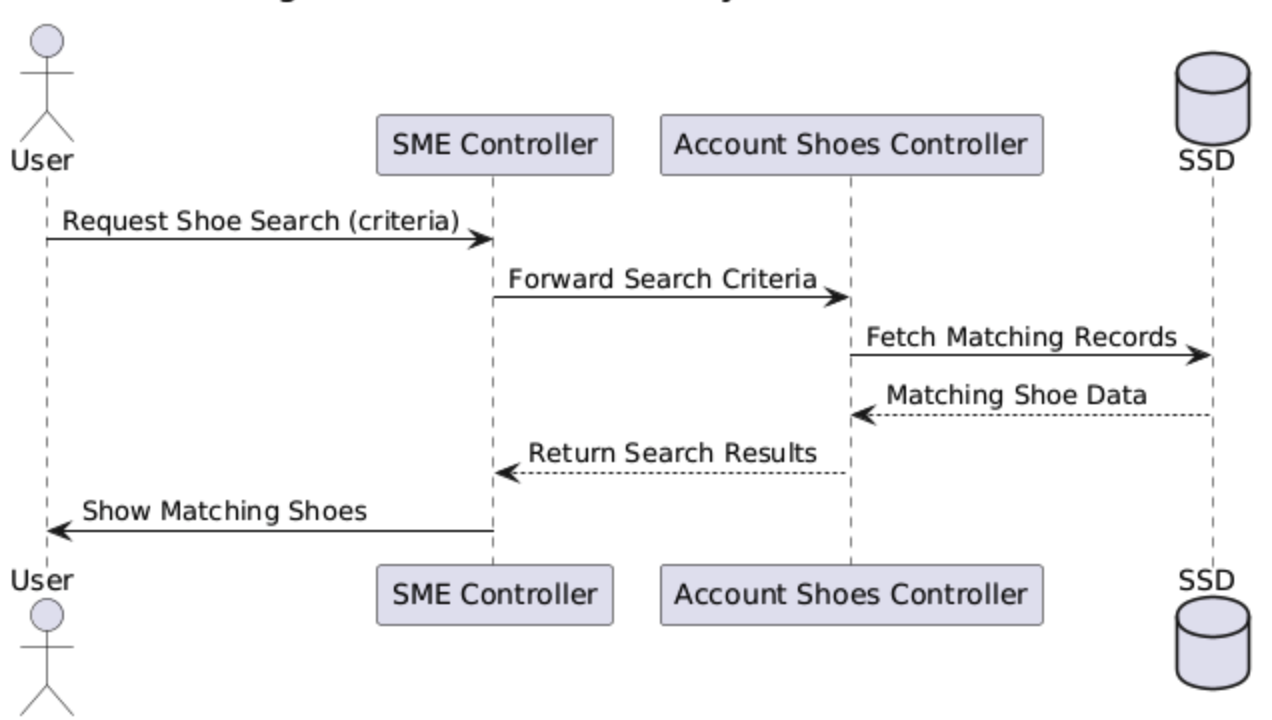 User
SME Controller
Account Shoes Controller
SSD
Request Shoe Search (criteria)
Forward Search Criteria
Fetch Matching Records
Matching Shoe Data
Return Search Results
Show Matching Shoes
User
SME Controller
Account Shoes Controller
SSD